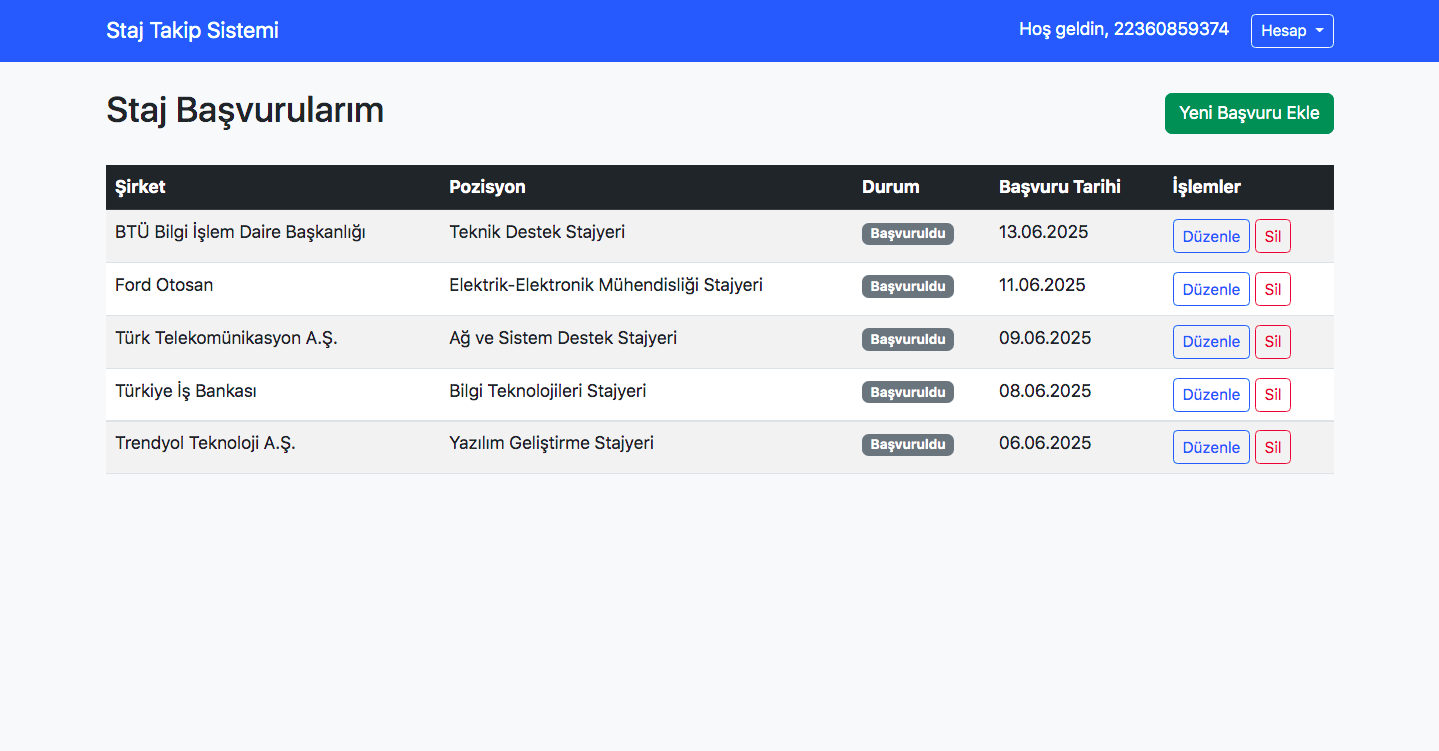 Staj Takip Sistemi Hoş geldin, 22360859374 Hesap
Staj Başvurularım Yeni Başvuru Ekle
Şirket Pozisyon Durum Başvuru Tarihi İşlemler
BTÜ Bilgi İşlem Daire Başkanlığı Teknik Destek Stajyeri Başvuruldu 13.06.2025 Düzenle Sil
Ford Otosan Elektrik-Elektronik Mühendisliği Stajyeri Başvuruldu 11.06.2025 Düzenle Sil
Türk Telekomünikasyon A.Ş. Ağ ve Sistem Destek Stajyeri Başvuruldu 09.06.2025 Düzenle Sil
Türkiye İş Bankası Bilgi Teknolojileri Stajyeri Başvuruldu 08.06.2025 Düzenle Sil
Trendyol Teknoloji A.Ş. Yazılım Geliştirme Stajyeri Başvuruldu 06.06.2025 Düzenle Sil